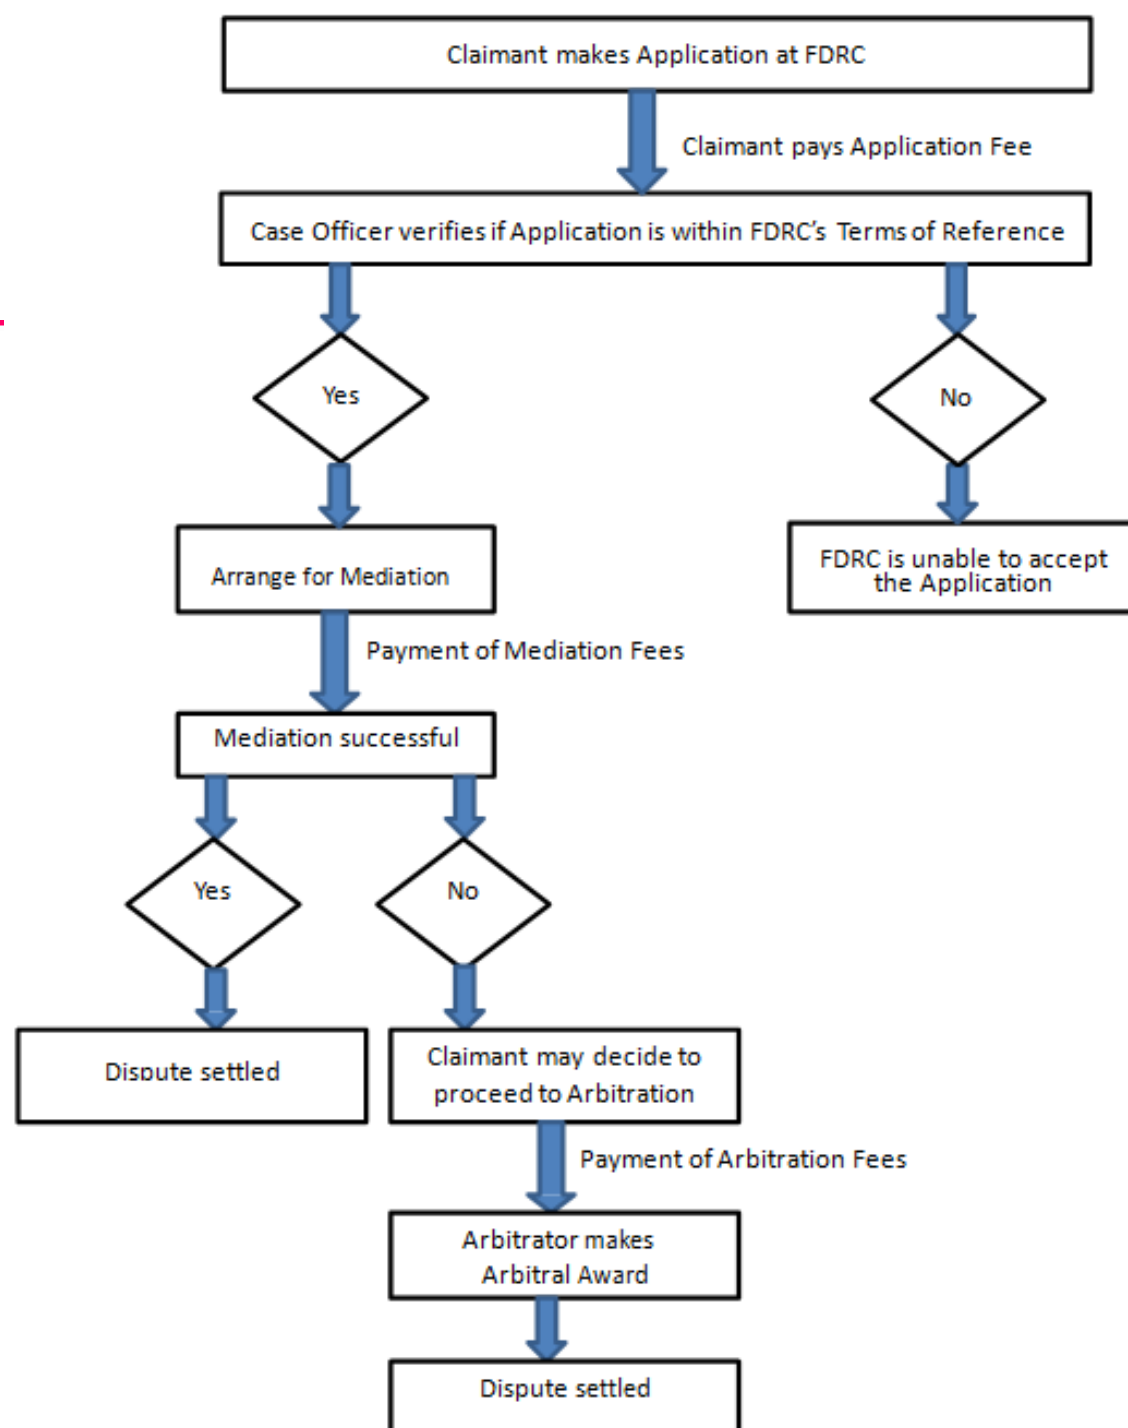 Claimant makes Application at FDRC
Claimant pays Application Fee
Case Officer verifies if Application is within FDRC's Terms of Reference
Yes
No
Arrange for Mediation
FDRC is unable to accept
the Application
Payment of Mediation Fees
Mediation successful
Yes
No
Dispute settled
Claimant may decide to
proceed to Arbitration
Payment of Arbitration Fees
Arbitrator makes
Arbitral Award
Dispute settled